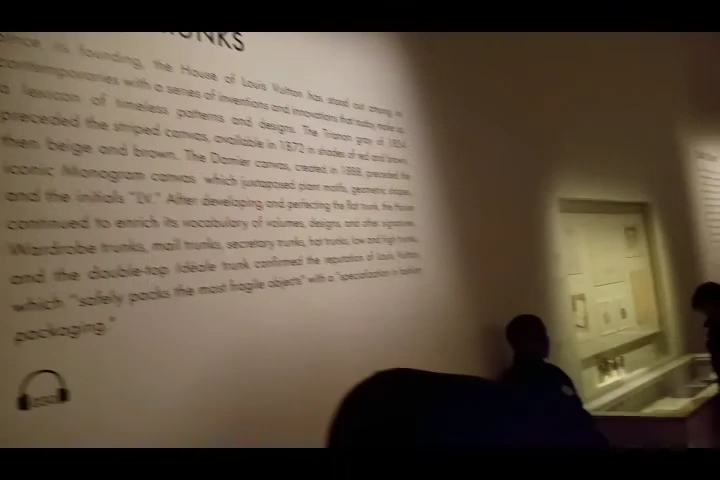 TRUNKS
Since its founding, the House of Louis Vuitton has stood out among its
contemporaries with a series of inventions and innovations that today make up
a lexicon of timeless patterns and designs. The Trianon gray of 1854
preceded the striped canvas, available in 1872 in shades of red and brown,
then beige and brown. The Damier canvas, created in 1888, preceded the
iconic Monogram canvas which juxtaposed plant motifs, geometric shapes,
and the initials "LV." After developing and perfecting the flat trunk, the House
continued to enrich its vocabulary of volumes, designs, and other signatures.
Wardrobe trunks, mail trunks, secretary trunks, hat trunks, low and high trunks,
and the double-top Idéale trunk confirmed the reputation of Louis Vuitton,
which "safely packs the most fragile objects" with a "specialization in fashion
packaging."